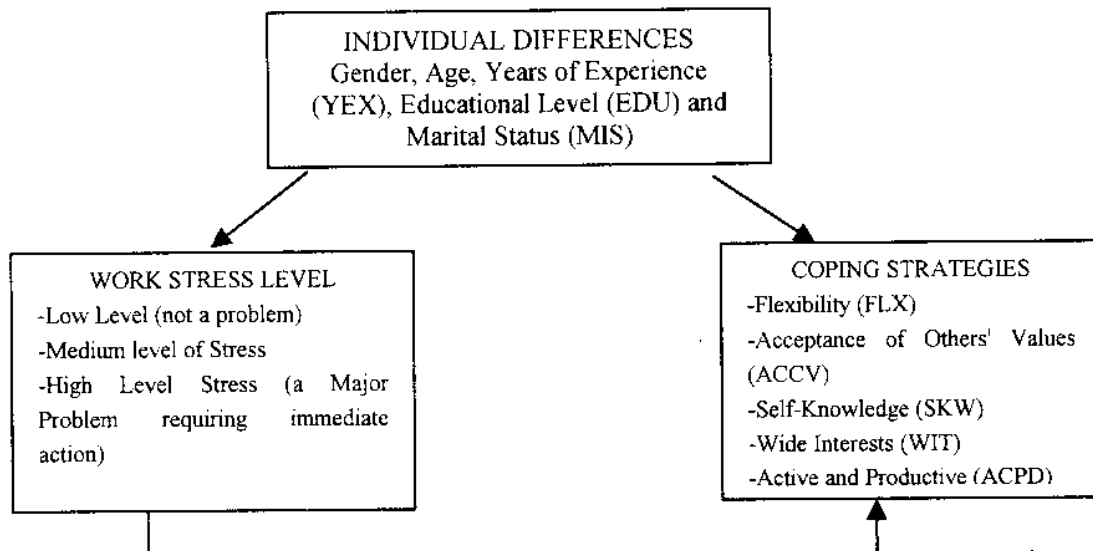 INDIVIDUAL DIFFERENCES
Gender, Age, Years of Experience
(YEX), Educational Level (EDU) and
Marital Status (MIS)
WORK STRESS LEVEL
-Low Level (not a problem)
-Medium level of Stress
-High Level Stress (a Major
Problem requiring immediate
action)
COPING STRATEGIES
-Flexibility (FLX)
-Acceptance of Others' Values
(ACCV)
-Self-Knowledge (SKW)
-Wide Interests (WIT)
-Active and Productive (ACPD)